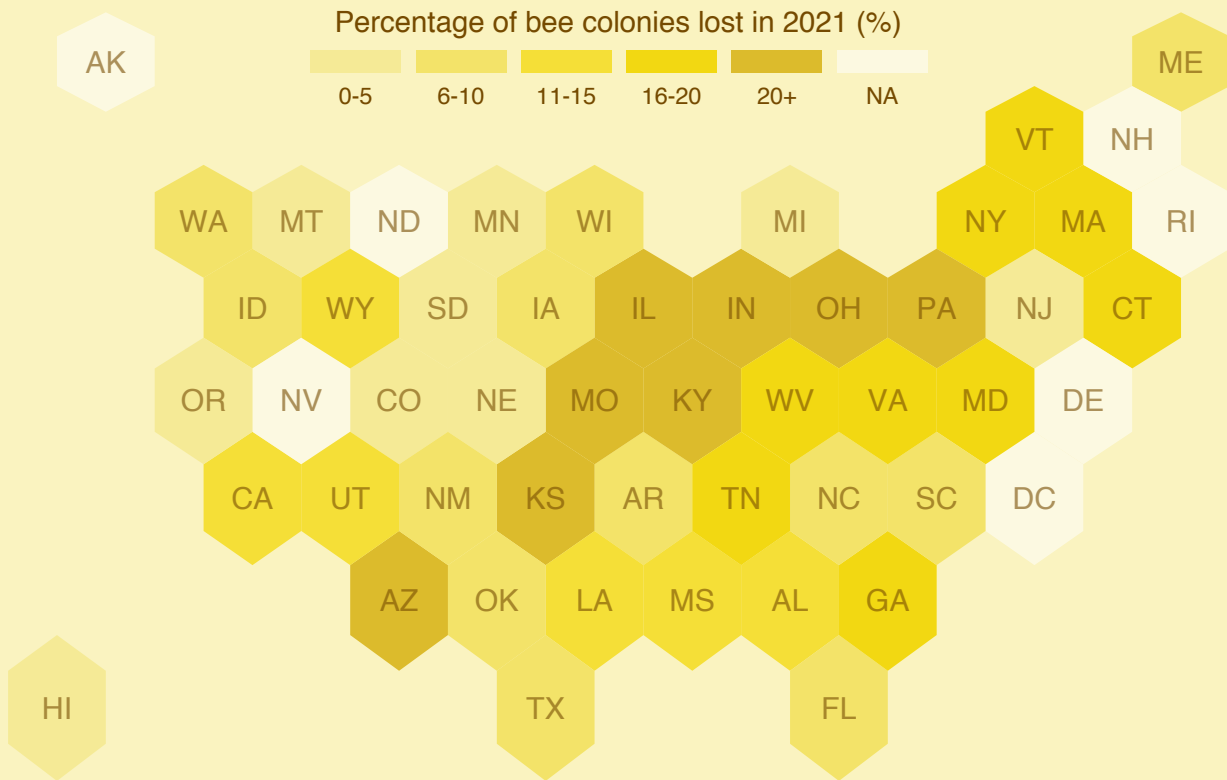 Percentage of bee colonies lost in 2021 (%)
0-5 6-10 11-15 16-20 20+ NA
AK ME
VT NH
WA MT ND MN WI MI NY MA RI
ID WY SD IA IL IN OH PA NJ CT
OR NV CO NE MO KY WV VA MD DE
CA UT NM KS AR TN NC SC DC
AZ OK LA MS AL GA
HI TX FL